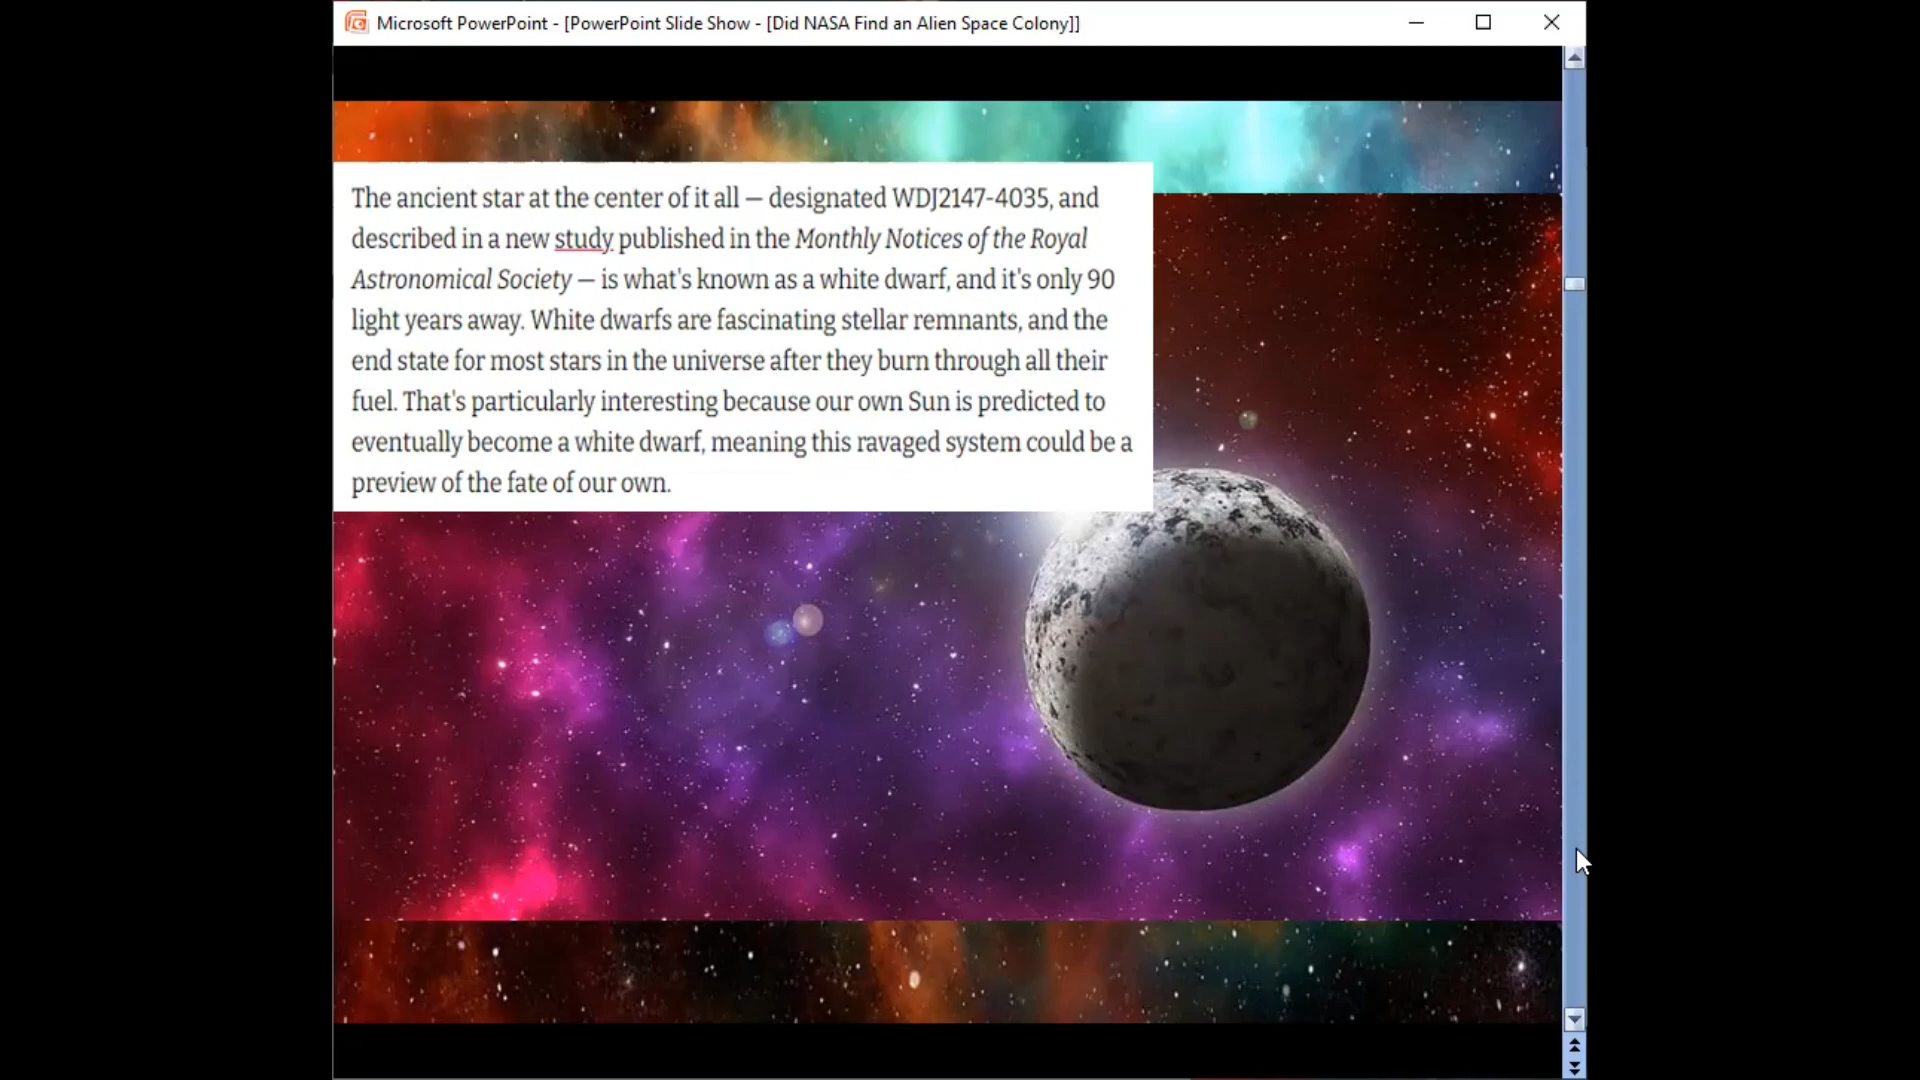 Microsoft PowerPoint - [PowerPoint Slide Show - [Did NASA Find an Alien Space Colony]]
The ancient star at the center of it all — designated WDJ2147-4035, and
described in a new study published in the Monthly Notices of the Royal
Astronomical Society — is what's known as a white dwarf, and it's only 90
light years away. White dwarfs are fascinating stellar remnants, and the
end state for most stars in the universe after they burn through all their
fuel. That's particularly interesting because our own Sun is predicted to
eventually become a white dwarf, meaning this ravaged system could be a
preview of the fate of our own.